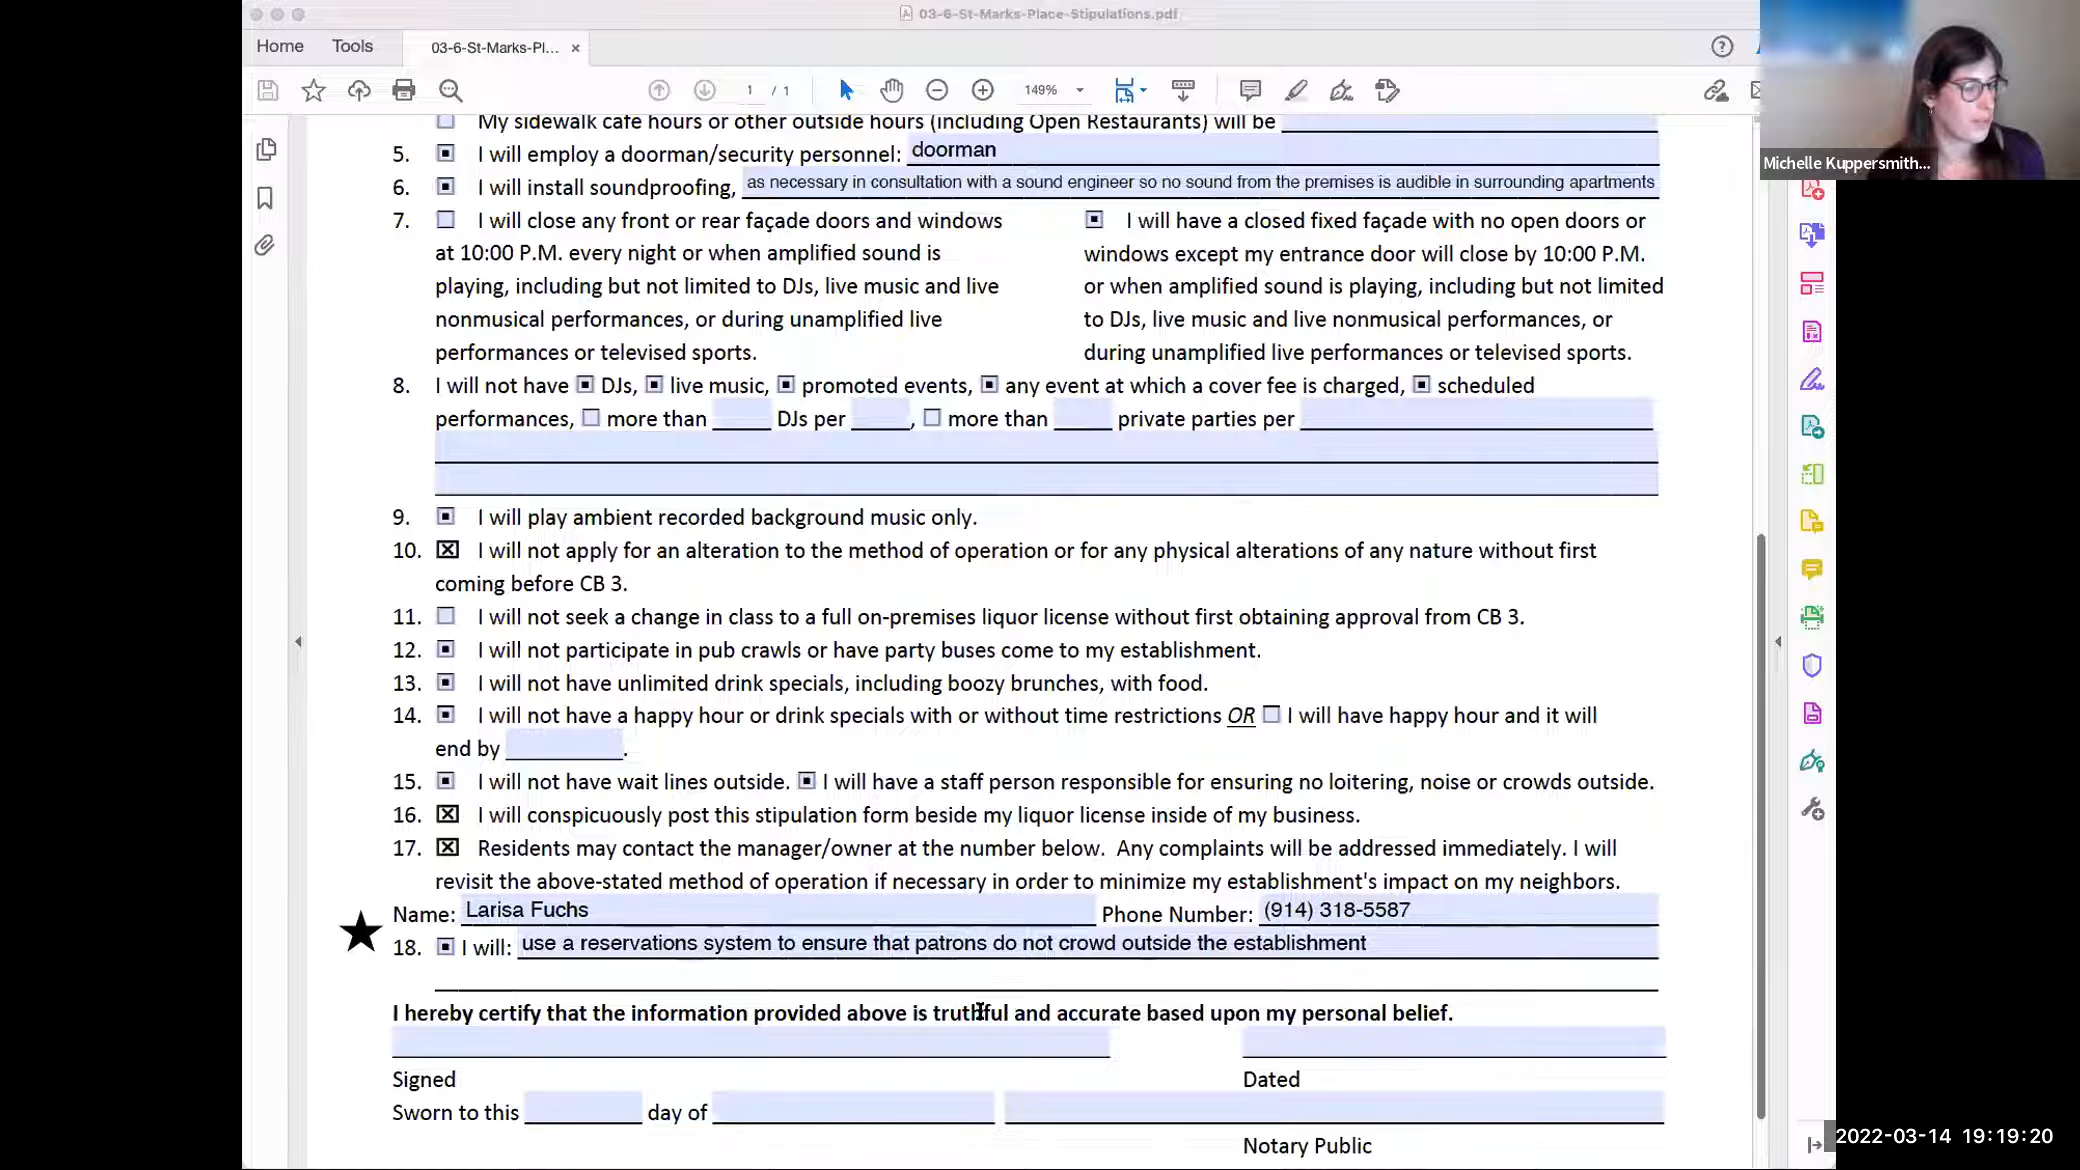 03-6-St-Marks-Place-Stipulations.pdf
Home Tools 03-6-St-Marks-Pl... ×
1 / 1 149%
Michelle Kuppersmith...
My sidewalk cafe hours or other outside hours (including Open Restaurants) will be
5. I will employ a doorman/security personnel: doorman
6. I will install soundproofing, as necessary in consultation with a sound engineer so no sound from the premises is audible in surrounding apartments
7. I will close any front or rear façade doors and windows
at 10:00 P.M. every night or when amplified sound is
playing, including but not limited to DJs, live music and live
nonmusical performances, or during unamplified live
performances or televised sports.
I will have a closed fixed façade with no open doors or
windows except my entrance door will close by 10:00 P.M.
or when amplified sound is playing, including but not limited
to DJs, live music and live nonmusical performances, or
during unamplified live performances or televised sports.
8. I will not have DJs, live music, promoted events, any event at which a cover fee is charged, scheduled
performances, more than ____ DJs per ____, more than ____ private parties per
9. I will play ambient recorded background music only.
10. I will not apply for an alteration to the method of operation or for any physical alterations of any nature without first
coming before CB 3.
11. I will not seek a change in class to a full on-premises liquor license without first obtaining approval from CB 3.
12. I will not participate in pub crawls or have party buses come to my establishment.
13. I will not have unlimited drink specials, including boozy brunches, with food.
14. I will not have a happy hour or drink specials with or without time restrictions OR I will have happy hour and it will
end by ____.
15. I will not have wait lines outside. I will have a staff person responsible for ensuring no loitering, noise or crowds outside.
16. I will conspicuously post this stipulation form beside my liquor license inside of my business.
17. Residents may contact the manager/owner at the number below. Any complaints will be addressed immediately. I will
revisit the above-stated method of operation if necessary in order to minimize my establishment's impact on my neighbors.
Name: Larisa Fuchs Phone Number: (914) 318-5587
18. I will: use a reservations system to ensure that patrons do not crowd outside the establishment
I hereby certify that the information provided above is truthful and accurate based upon my personal belief.
Signed Dated
Sworn to this ____ day of
Notary Public
2022-03-14 19:19:20